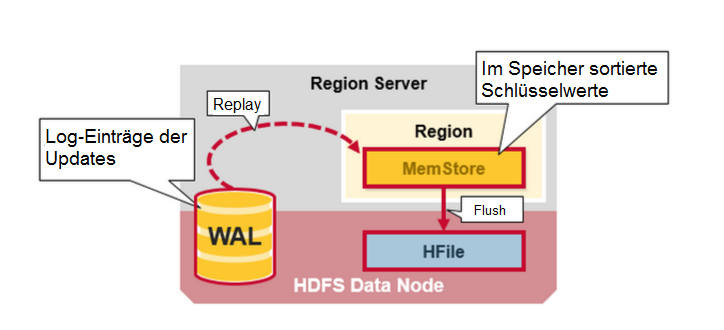 Im Speicher sortierte
Schlüsselwerte
Region Server
Replay
Region
Log-Einträge der
Updates
MemStore
Flush
WAL
HFile
HDFS Data Node